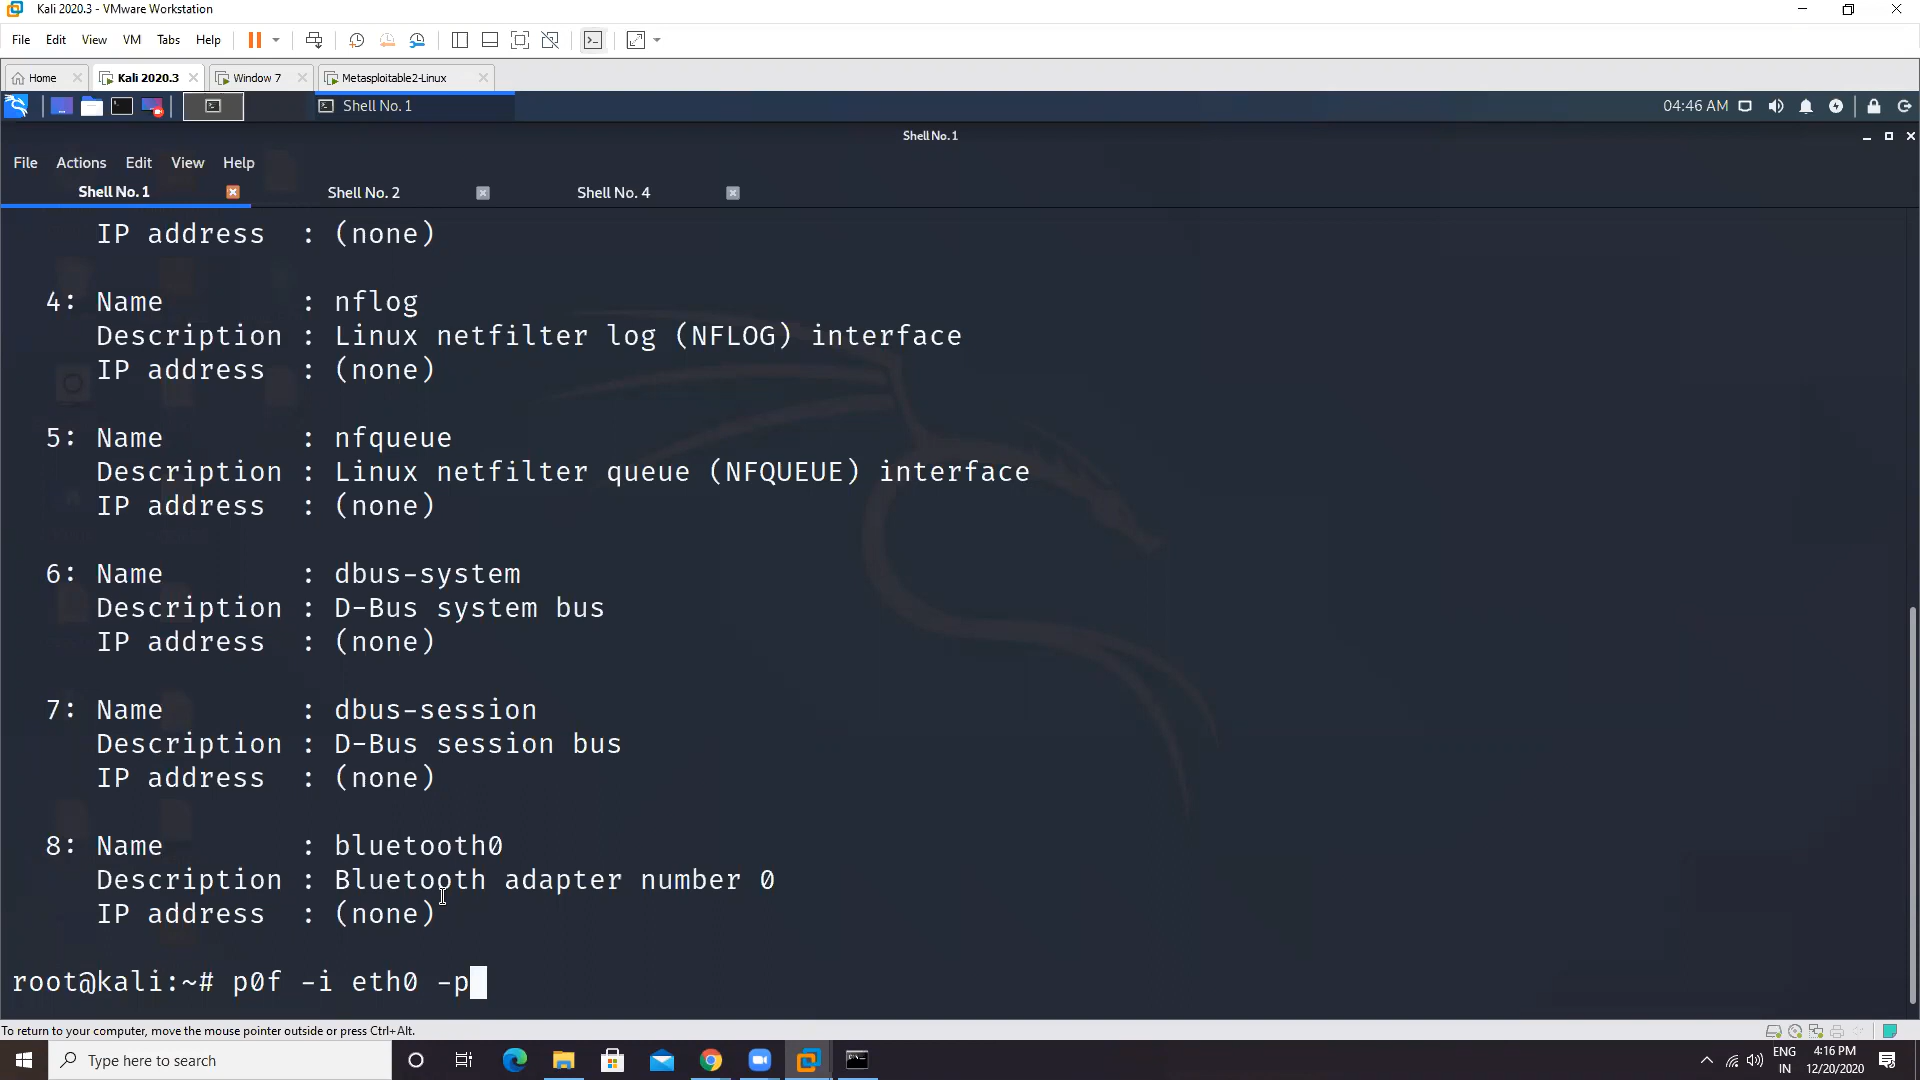 Kali 2020.3 - VMware Workstation
File Edit View VM Tabs Help
Home Kali 2020.3 Window 7 Metasploitable2-Linux
Shell No. 1 04:46 AM
Shell No. 1
File Actions Edit View Help
Shell No. 1 Shell No. 2 Shell No. 4
IP address : (none)
4: Name : nflog
Description : Linux netfilter log (NFLOG) interface
IP address : (none)
5: Name : nfqueue
Description : Linux netfilter queue (NFQUEUE) interface
IP address : (none)
6: Name : dbus-system
Description : D-Bus system bus
IP address : (none)
7: Name : dbus-session
Description : D-Bus session bus
IP address : (none)
8: Name : bluetooth0
Description : Bluetooth adapter number 0
IP address : (none)
root@kali:~# p0f -i eth0 -p
To return to your computer, move the mouse pointer outside or press Ctrl+Alt.
Type here to search
ENG 4:16 PM
IN 12/20/2020